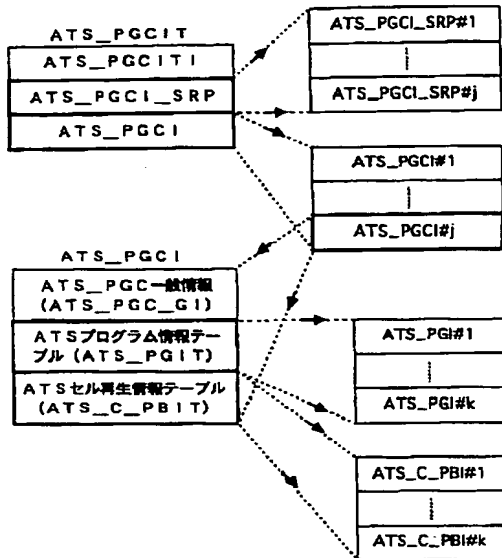 ATS_PGCIT
ATS_PGCITI
ATS_PGCI_SRP
ATS_PGCI
ATS_PGCI_SRP#1
ATS_PGCI_SRP#j
ATS_PGCI#1
ATS_PGCI#j
ATS_PGCI
ATS_PGC一般情報
(ATS_PGC_GI)
ATSプログラム情報テー
ブル(ATS_PGIT)
ATSセル再生情報テーブル
(ATS_C_PBIT)
ATS_PGI#1
ATS_PGI#k
ATS_C_PBI#1
ATS_C_PBI#k